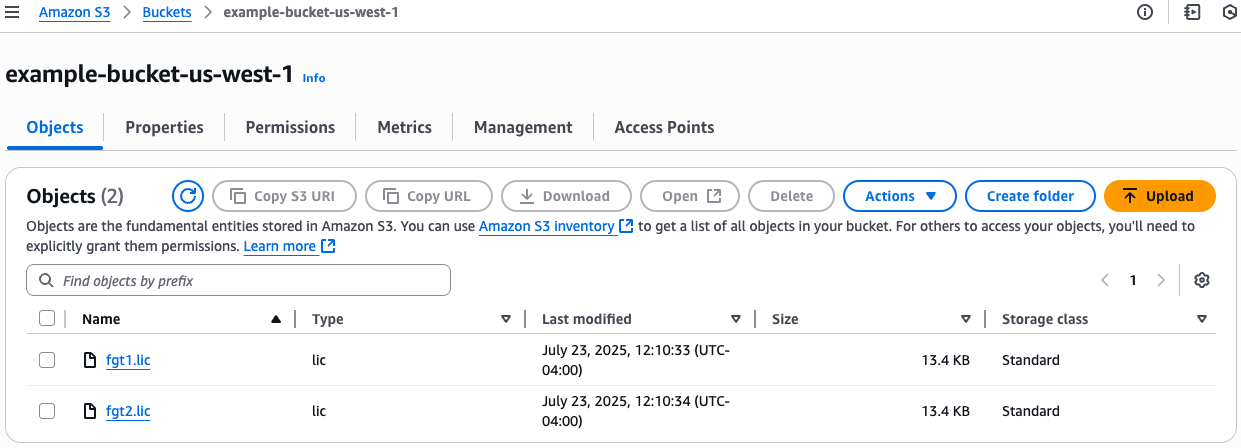 Amazon S3 > Buckets > example-bucket-us-west-1
example-bucket-us-west-1 Info
Objects Properties Permissions Metrics Management Access Points
Objects (2) Copy S3 URI Copy URL Download Open Delete Actions Create folder Upload
Objects are the fundamental entities stored in Amazon S3. You can use Amazon S3 inventory to get a list of all objects in your bucket. For others to access your objects, you'll need to
explicitly grant them permissions. Learn more
Find objects by prefix 1
Name Type Last modified Size Storage class
fgt1.lic lic July 23, 2025, 12:10:33 (UTC-
04:00) 13.4 KB Standard
fgt2.lic lic July 23, 2025, 12:10:34 (UTC-
04:00) 13.4 KB Standard